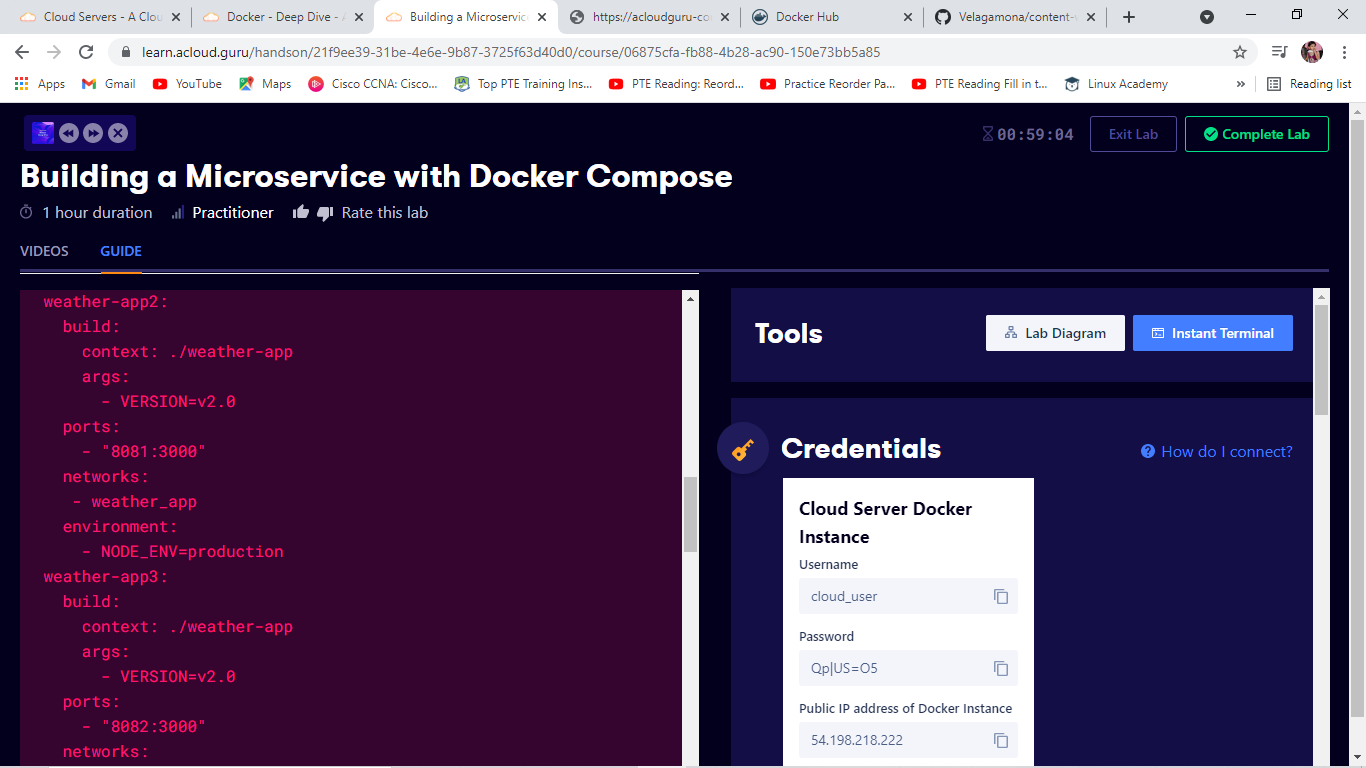 Cloud Servers - A Clou
Docker - Deep Dive - A
Building a Microservice
https://acloudguru-co
Docker Hub
Velagamona/content-
learn.acloud.guru/handson/21f9ee39-31be-4e6e-9b87-3725f63d40d0/course/06875cfa-fb88-4b28-ac90-150e73bb5a85
Apps
Gmail
YouTube
Maps
Cisco CCNA: Cisco...
Top PTE Training Ins...
PTE Reading: Reord...
Practice Reorder Pa...
PTE Reading Fill in t...
Linux Academy
»
Reading list
00:59:04
Exit Lab
Complete Lab
Building a Microservice with Docker Compose
1 hour duration
Practitioner
Rate this lab
VIDEOS
GUIDE
weather-app2:
build:
context: ./weather-app
args:
- VERSION=v2.0
ports:
- "8081:3000"
networks:
- weather_app
environment:
- NODE_ENV=production
weather-app3:
build:
context: ./weather-app
args:
- VERSION=v2.0
ports:
- "8082:3000"
networks:
Tools
Lab Diagram
Instant Terminal
Credentials
How do I connect?
Cloud Server Docker
Instance
Username
cloud_user
Password
Qp|US=O5
Public IP address of Docker Instance
54.198.218.222